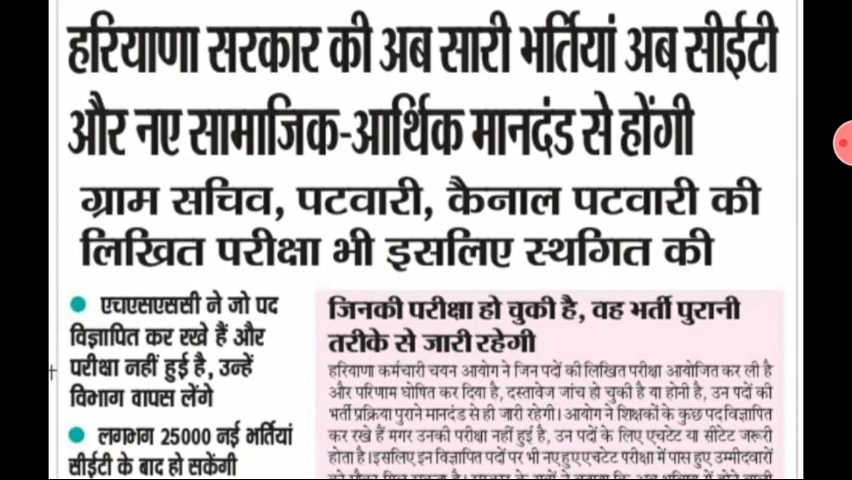 हरियाणा सरकार की अब सारी भर्तियां अब सीईटी
और नए सामाजिक-आर्थिक मानदंड से होंगी
ग्राम सचिव, पटवारी, कैनाल पटवारी की
लिखित परीक्षा भी इसलिए स्थगित की
● एचएसएससी ने जो पद
विज्ञापित कर रखे हैं और
परीक्षा नहीं हुई है, उन्हें
विभाग वापस लेंगे
● लगभग 25000 नई भर्तियां
सीईटी के बाद हो सकेंगी
जिनकी परीक्षा हो चुकी है, वह भर्ती पुरानी
तरीके से जारी रहेगी
हरियाणा कर्मचारी चयन आयोग ने जिन पदों की लिखित परीक्षा आयोजित कर ली है
और परिणाम घोषित कर दिया है, दस्तावेज जांच हो चुकी है या होनी है, उन पदों की
भर्ती प्रक्रिया पुराने मानदंड से ही जारी रहेगी। आयोग ने शिक्षकों के कुछ पद विज्ञापित
कर रखे हैं मगर उनकी परीक्षा नहीं हुई है, उन पदों के लिए एचटेट या सीटेट जरूरी
होता है। इसलिए इन विज्ञापित पदों पर भी नए हुए एचटेट परीक्षा में पास हुए उम्मीदवारों